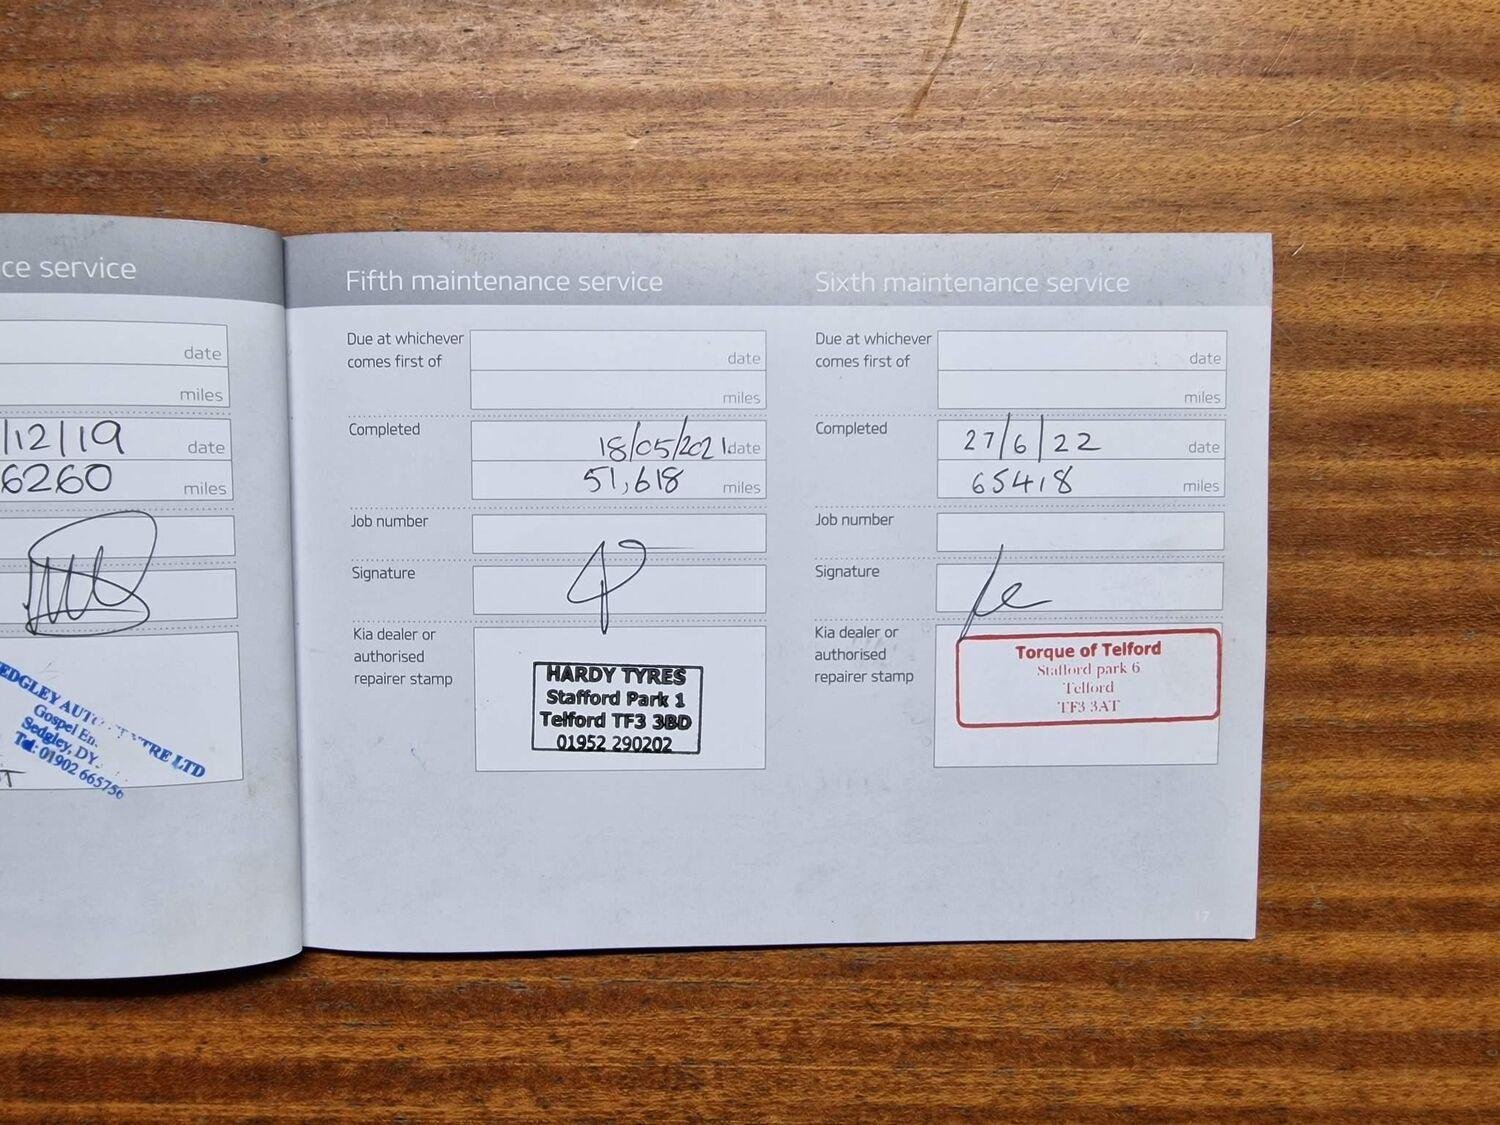 ce service
date
miles
/12/19 date
6260 miles
EDGLEY AUTO TRE LTD
Gospel En
Sedgley, DY
Tel: 01902 665756
T
Fifth maintenance service
Due at whichever
comes first of
date
miles
Completed
18/05/2021 date
51,618 miles
Job number
Signature
Kia dealer or
authorised
repairer stamp
HARDY TYRES
Stafford Park 1
Telford TF3 3BD
01952 290202
Sixth maintenance service
Due at whichever
comes first of
date
miles
Completed
27/6/22 date
65418 miles
Job number
Signature
Kia dealer or
authorised
repairer stamp
Torque of Telford
Stafford park 6
Telford
TF3 3AT
17